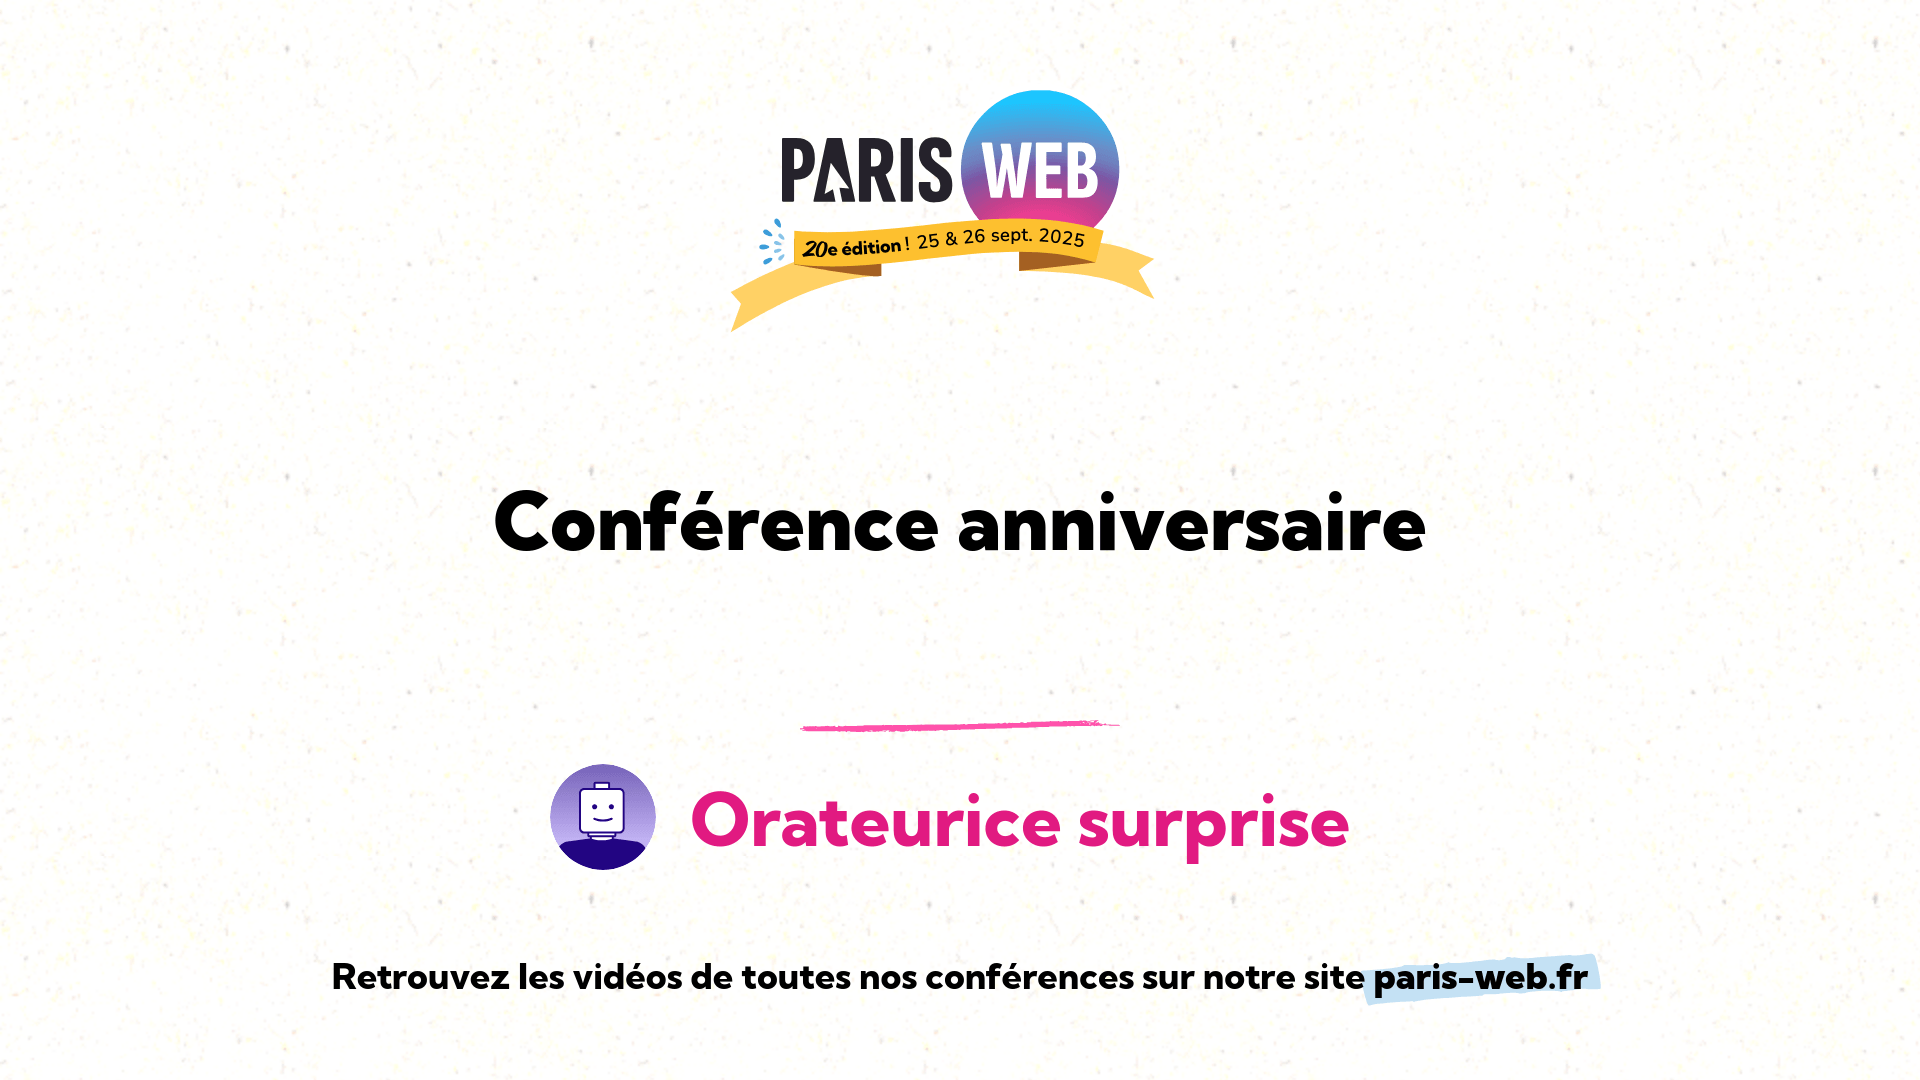 PARIS WEB
20e édition ! 25 & 26 sept. 2025
Conférence anniversaire
Orateurice surprise
Retrouvez les vidéos de toutes nos conférences sur notre site paris-web.fr